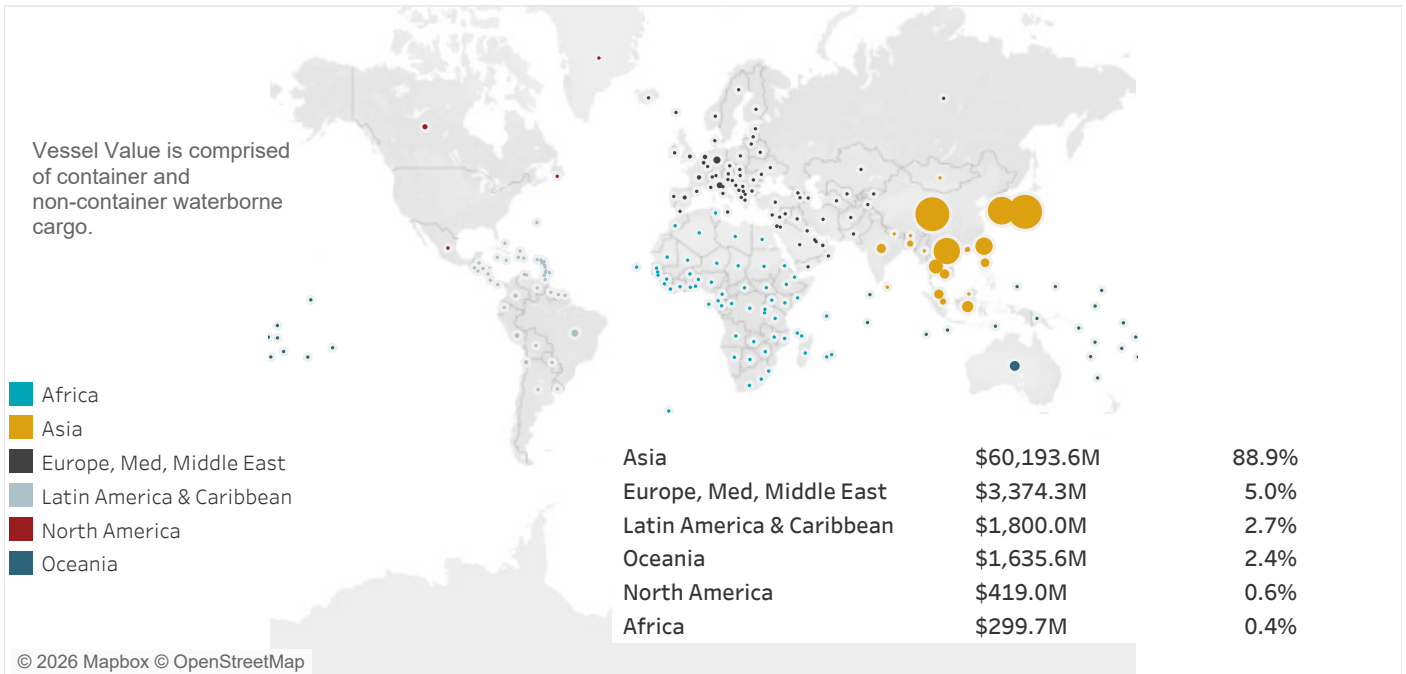 Vessel Value is comprised
of container and
non-container waterborne
cargo.
Africa
Asia
Europe, Med, Middle East
Latin America & Caribbean
North America
Oceania
Asia $60,193.6M 88.9%
Europe, Med, Middle East $3,374.3M 5.0%
Latin America & Caribbean $1,800.0M 2.7%
Oceania $1,635.6M 2.4%
North America $419.0M 0.6%
Africa $299.7M 0.4%
© 2026 Mapbox © OpenStreetMap